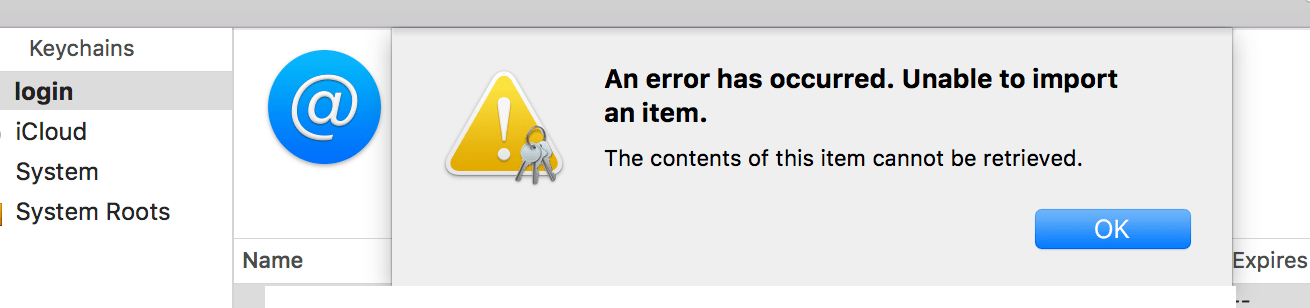 Keychains
login
iCloud
System
System Roots
@
An error has occurred. Unable to import
an item.
The contents of this item cannot be retrieved.
OK
Name
Expires
--